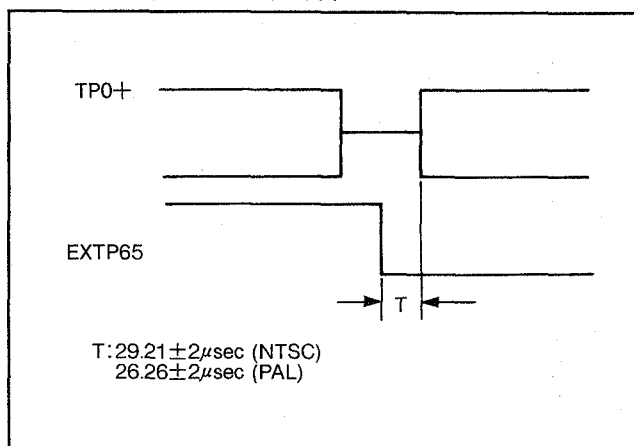 TP0+
EXTP65
T
T:29.21±2μsec (NTSC)
26.26±2μsec (PAL)